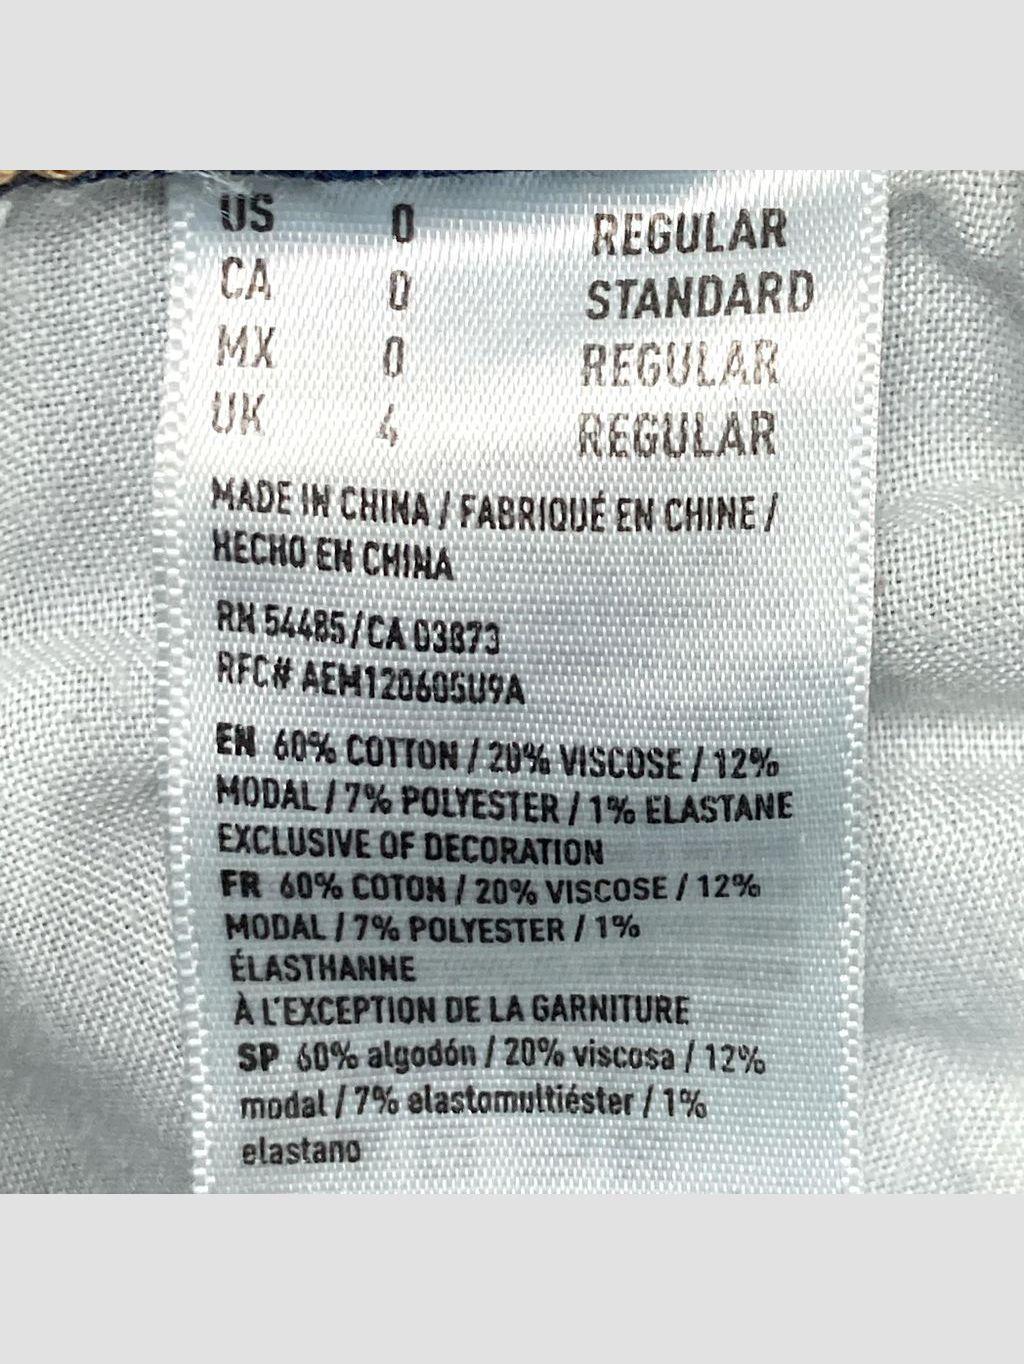 US 0 REGULAR
CA 0 STANDARD
MX 0 REGULAR
UK 4 REGULAR
MADE IN CHINA / FABRIQUÉ EN CHINE /
HECHO EN CHINA
RN 54485 / CA 03873
RFC# AEM120605U9A
EN 60% COTTON / 20% VISCOSE / 12%
MODAL / 7% POLYESTER / 1% ELASTANE
EXCLUSIVE OF DECORATION
FR 60% COTON / 20% VISCOSE / 12%
MODAL / 7% POLYESTER / 1%
ÉLASTHANNE
À L'EXCEPTION DE LA GARNITURE
SP 60% algodón / 20% viscosa / 12%
modal / 7% elastomultiéster / 1%
elastano